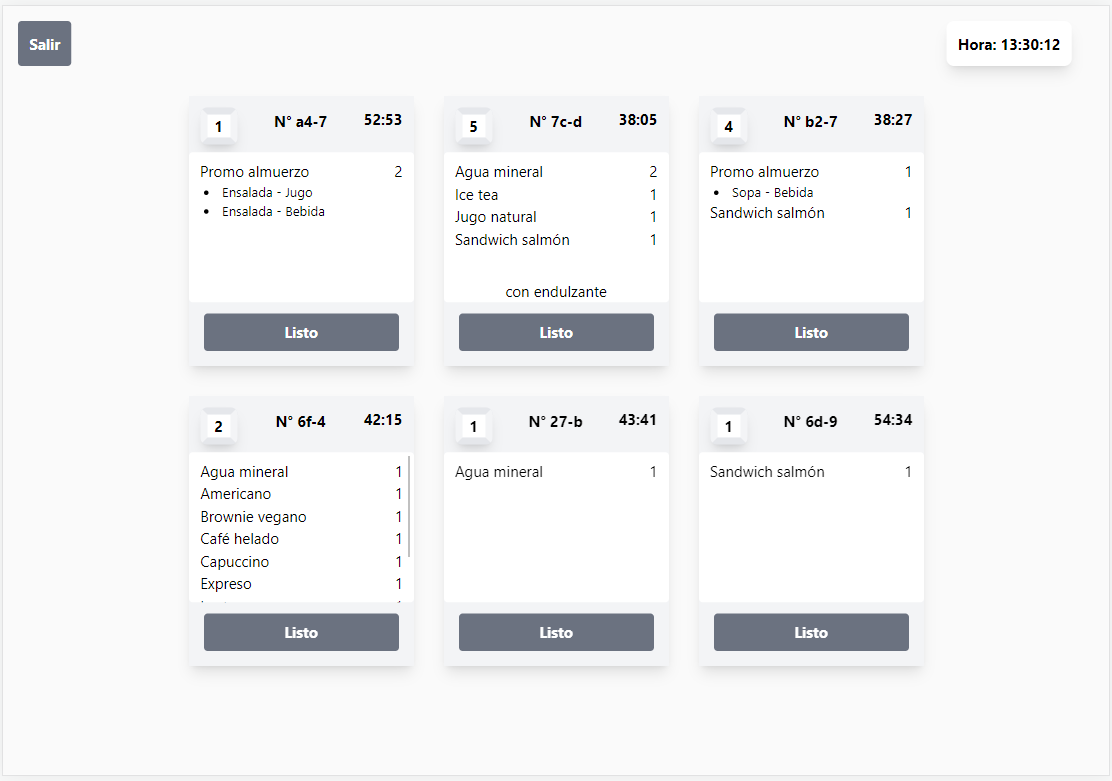 Salir
Hora: 13:30:12
1 N° a4-7 52:53
Promo almuerzo 2
• Ensalada - Jugo
• Ensalada - Bebida
Listo
5 N° 7c-d 38:05
Agua mineral 2
Ice tea 1
Jugo natural 1
Sandwich salmón 1
con endulzante
Listo
4 N° b2-7 38:27
Promo almuerzo 1
• Sopa - Bebida
Sandwich salmón 1
Listo
2 N° 6f-4 42:15
Agua mineral 1
Americano 1
Brownie vegano 1
Café helado 1
Capuccino 1
Expreso 1
Listo
1 N° 27-b 43:41
Agua mineral 1
Listo
1 N° 6d-9 54:34
Sandwich salmón 1
Listo